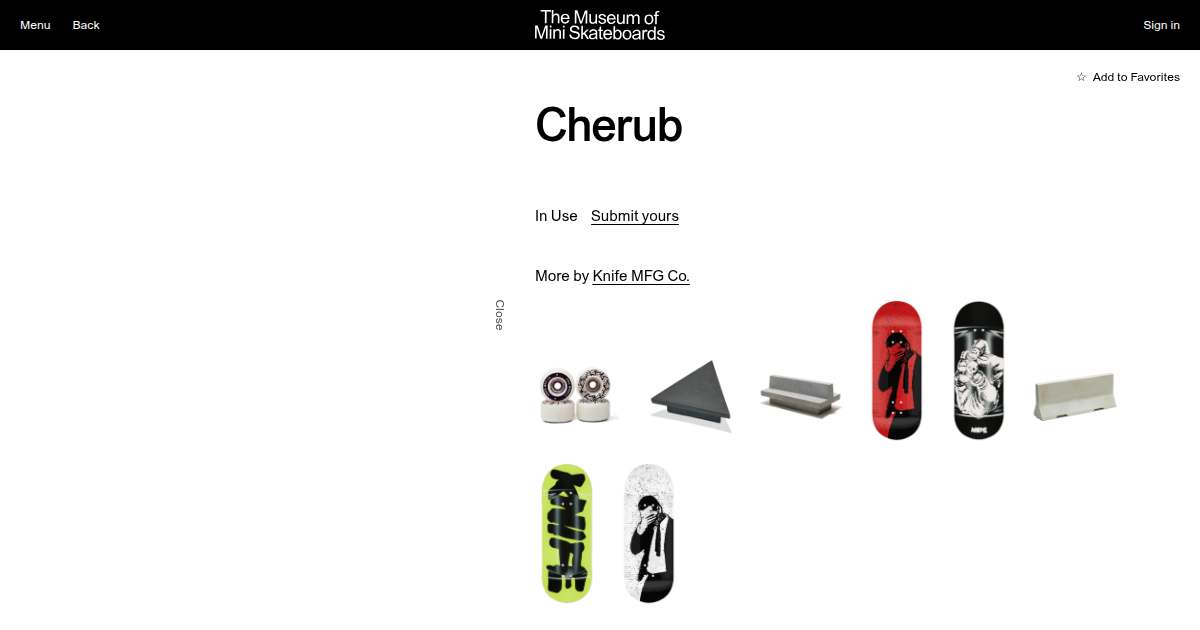 Menu
Back
The Museum of
Mini Skateboards
Sign in
☆ Add to Favorites
Cherub
In Use
Submit yours
More by Knife MFG Co.
Close
KNIFE